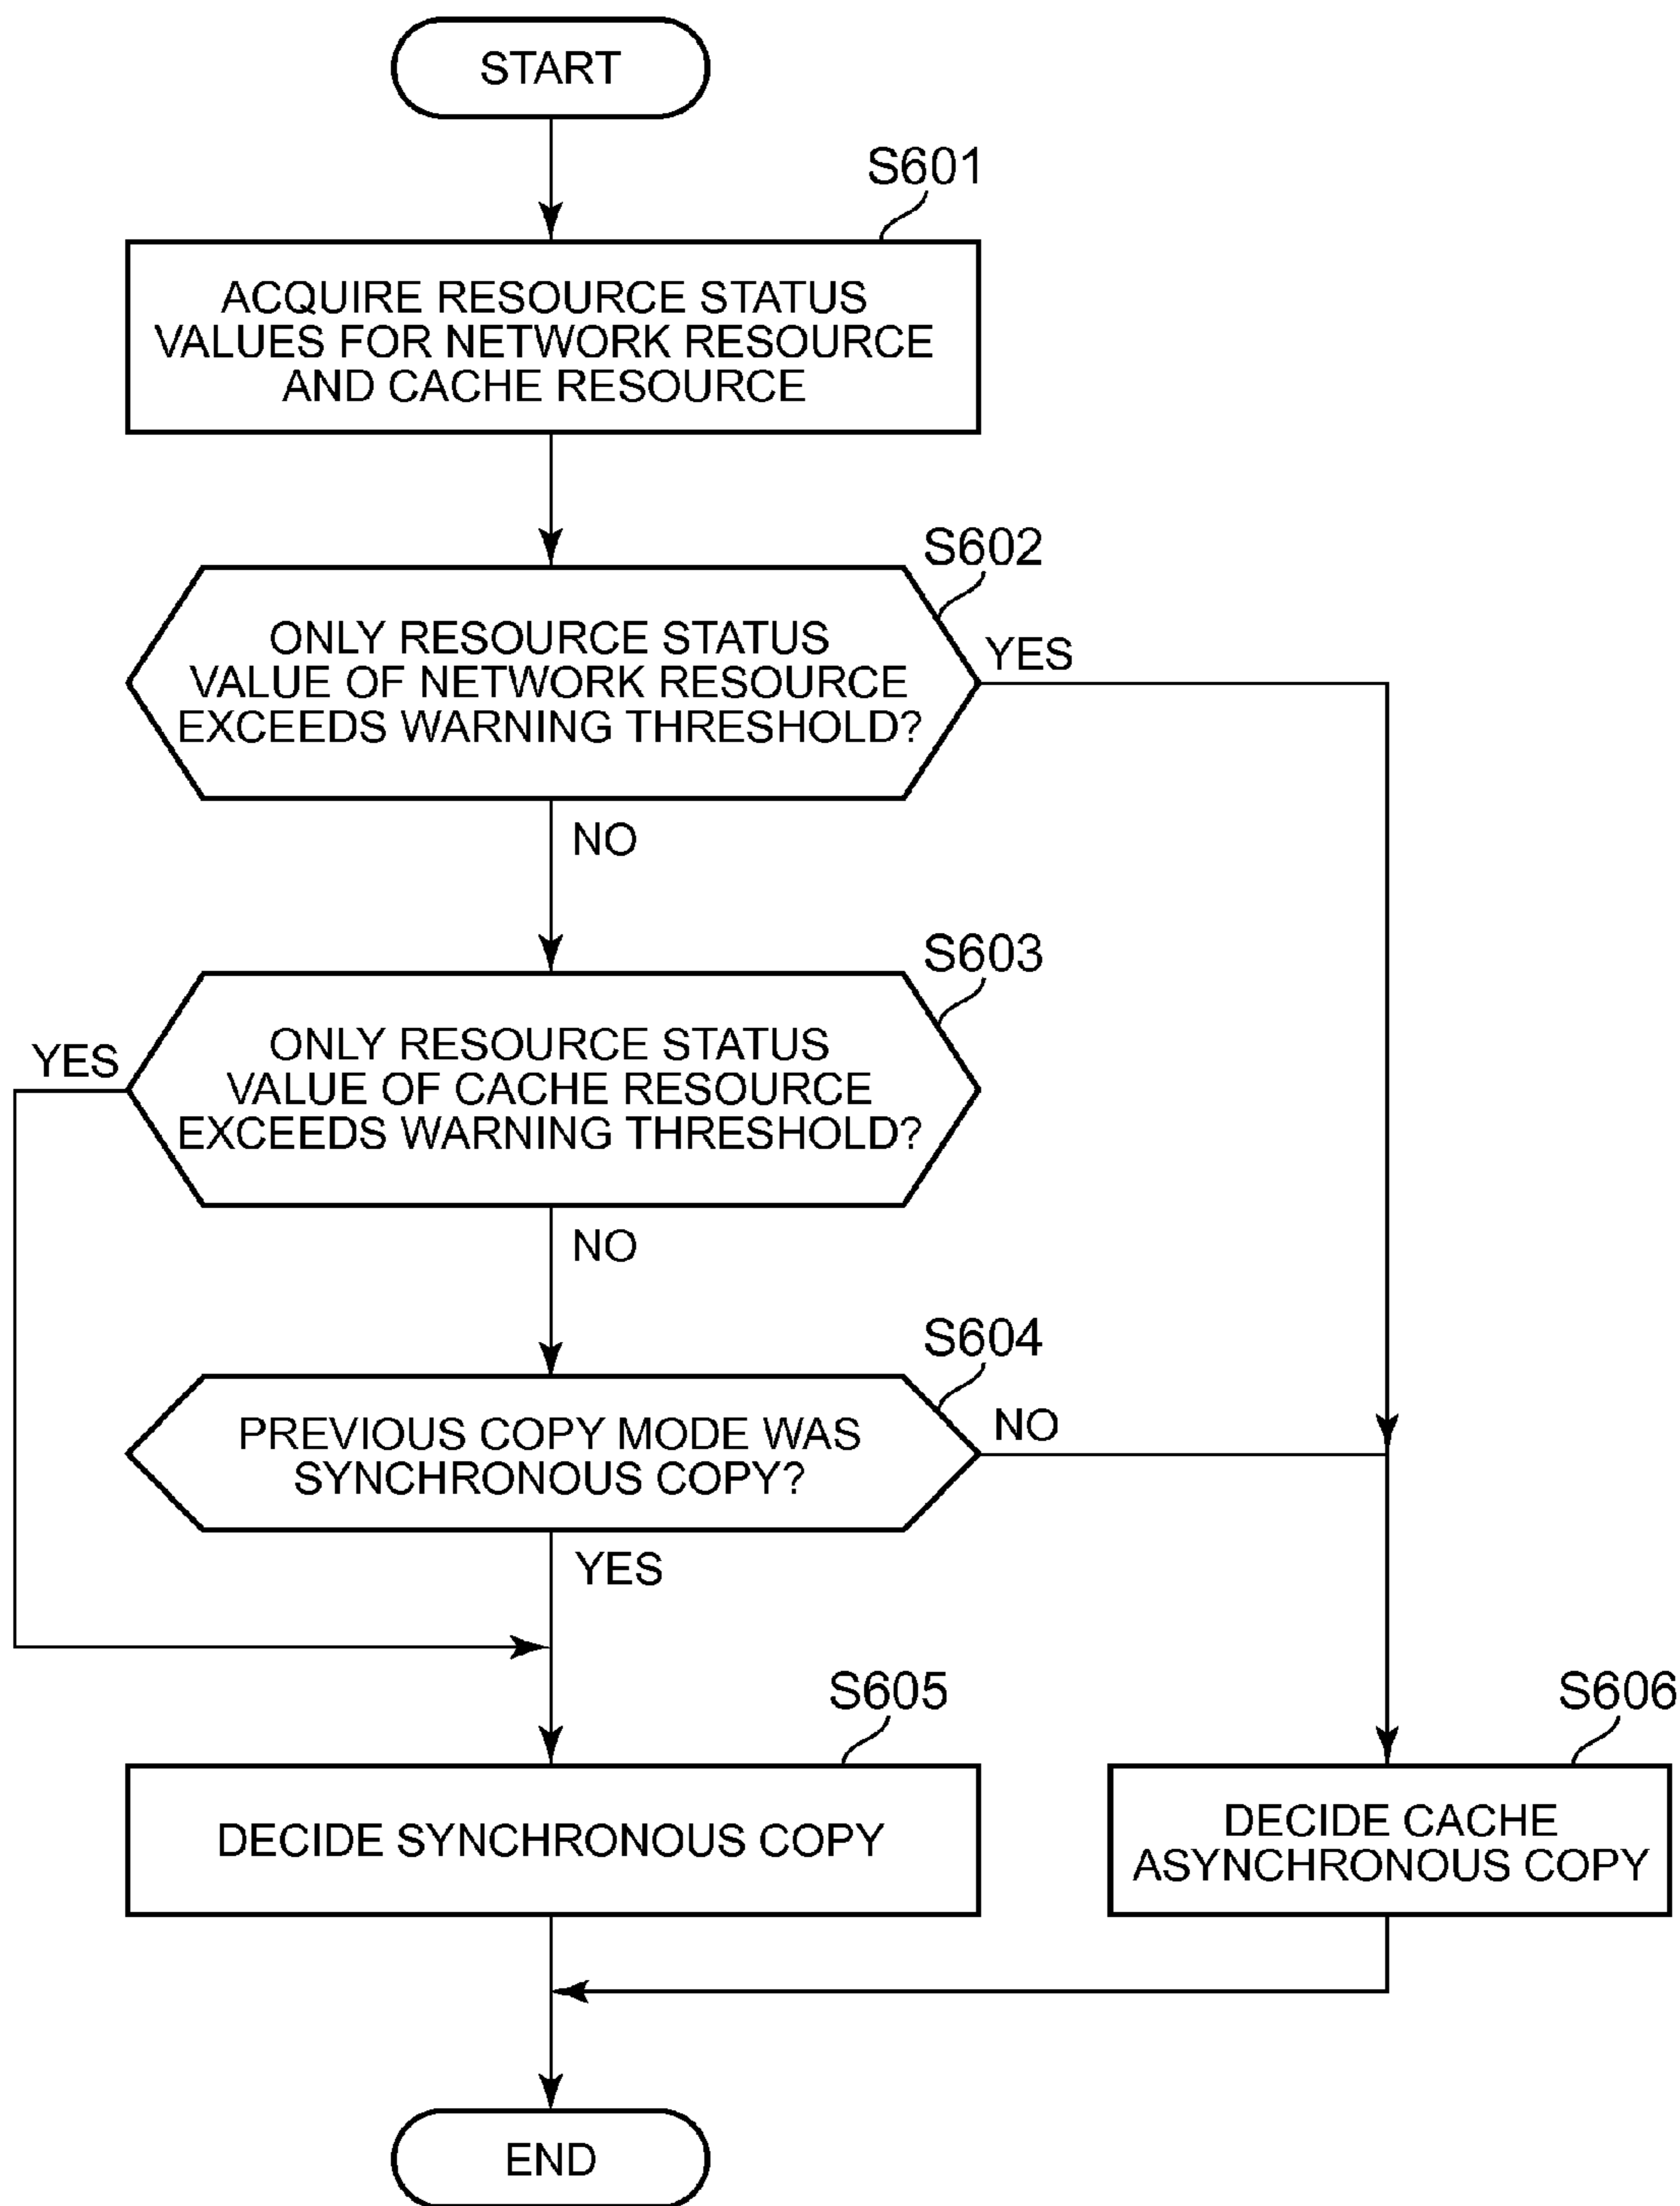 START
S601
ACQUIRE RESOURCE STATUS
VALUES FOR NETWORK RESOURCE
AND CACHE RESOURCE
S602
ONLY RESOURCE STATUS
VALUE OF NETWORK RESOURCE
EXCEEDS WARNING THRESHOLD?
YES
NO
S603
ONLY RESOURCE STATUS
VALUE OF CACHE RESOURCE
EXCEEDS WARNING THRESHOLD?
YES
NO
S604
PREVIOUS COPY MODE WAS
SYNCHRONOUS COPY?
NO
YES
S605
DECIDE SYNCHRONOUS COPY
S606
DECIDE CACHE
ASYNCHRONOUS COPY
END